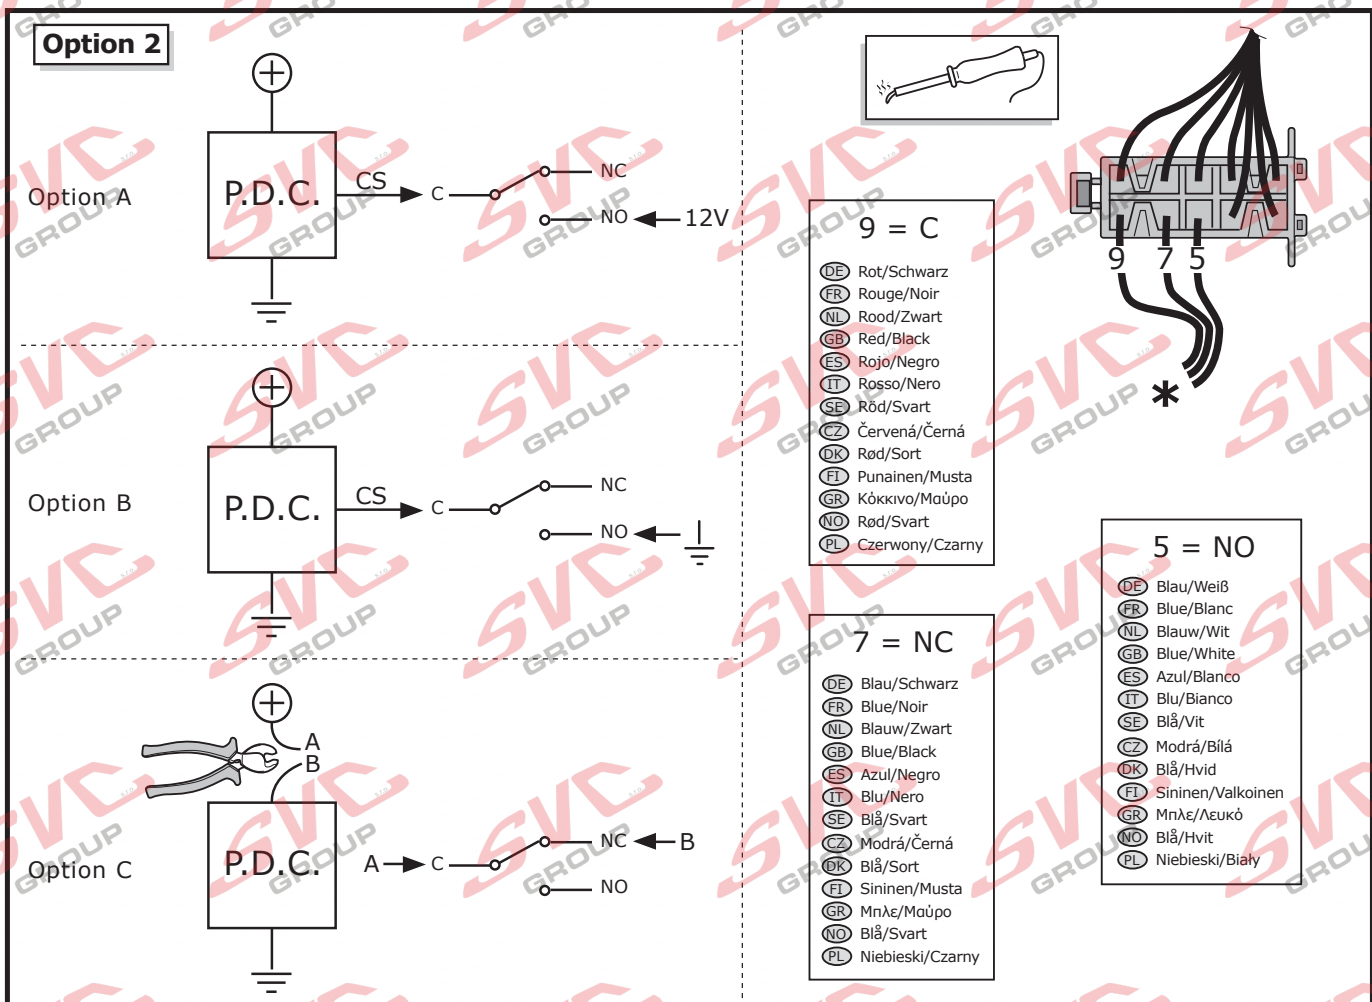 Option 2
Option A
P.D.C.
CS
C
NC
NO
12V
Option B
P.D.C.
CS
C
NC
NO
Option C
A
B
P.D.C.
A
C
NC
B
NO
9 7 5
*
9 = C
DE Rot/Schwarz
FR Rouge/Noir
NL Rood/Zwart
GB Red/Black
ES Rojo/Negro
IT Rosso/Nero
SE Röd/Svart
CZ Červená/Černá
DK Rød/Sort
FI Punainen/Musta
GR Κόκκινο/Μαύρο
NO Rød/Svart
PL Czerwony/Czarny
7 = NC
DE Blau/Schwarz
FR Blue/Noir
NL Blauw/Zwart
GB Blue/Black
ES Azul/Negro
IT Blu/Nero
SE Blå/Svart
CZ Modrá/Černá
DK Blå/Sort
FI Sininen/Musta
GR Μπλε/Μαύρο
NO Blå/Svart
PL Niebieski/Czarny
5 = NO
DE Blau/Weiß
FR Blue/Blanc
NL Blauw/Wit
GB Blue/White
ES Azul/Blanco
IT Blu/Bianco
SE Blå/Vit
CZ Modrá/Bílá
DK Blå/Hvid
FI Sininen/Valkoinen
GR Μπλε/Λευκό
NO Blå/Hvit
PL Niebieski/Biały
SVC s.r.o.
GROUP